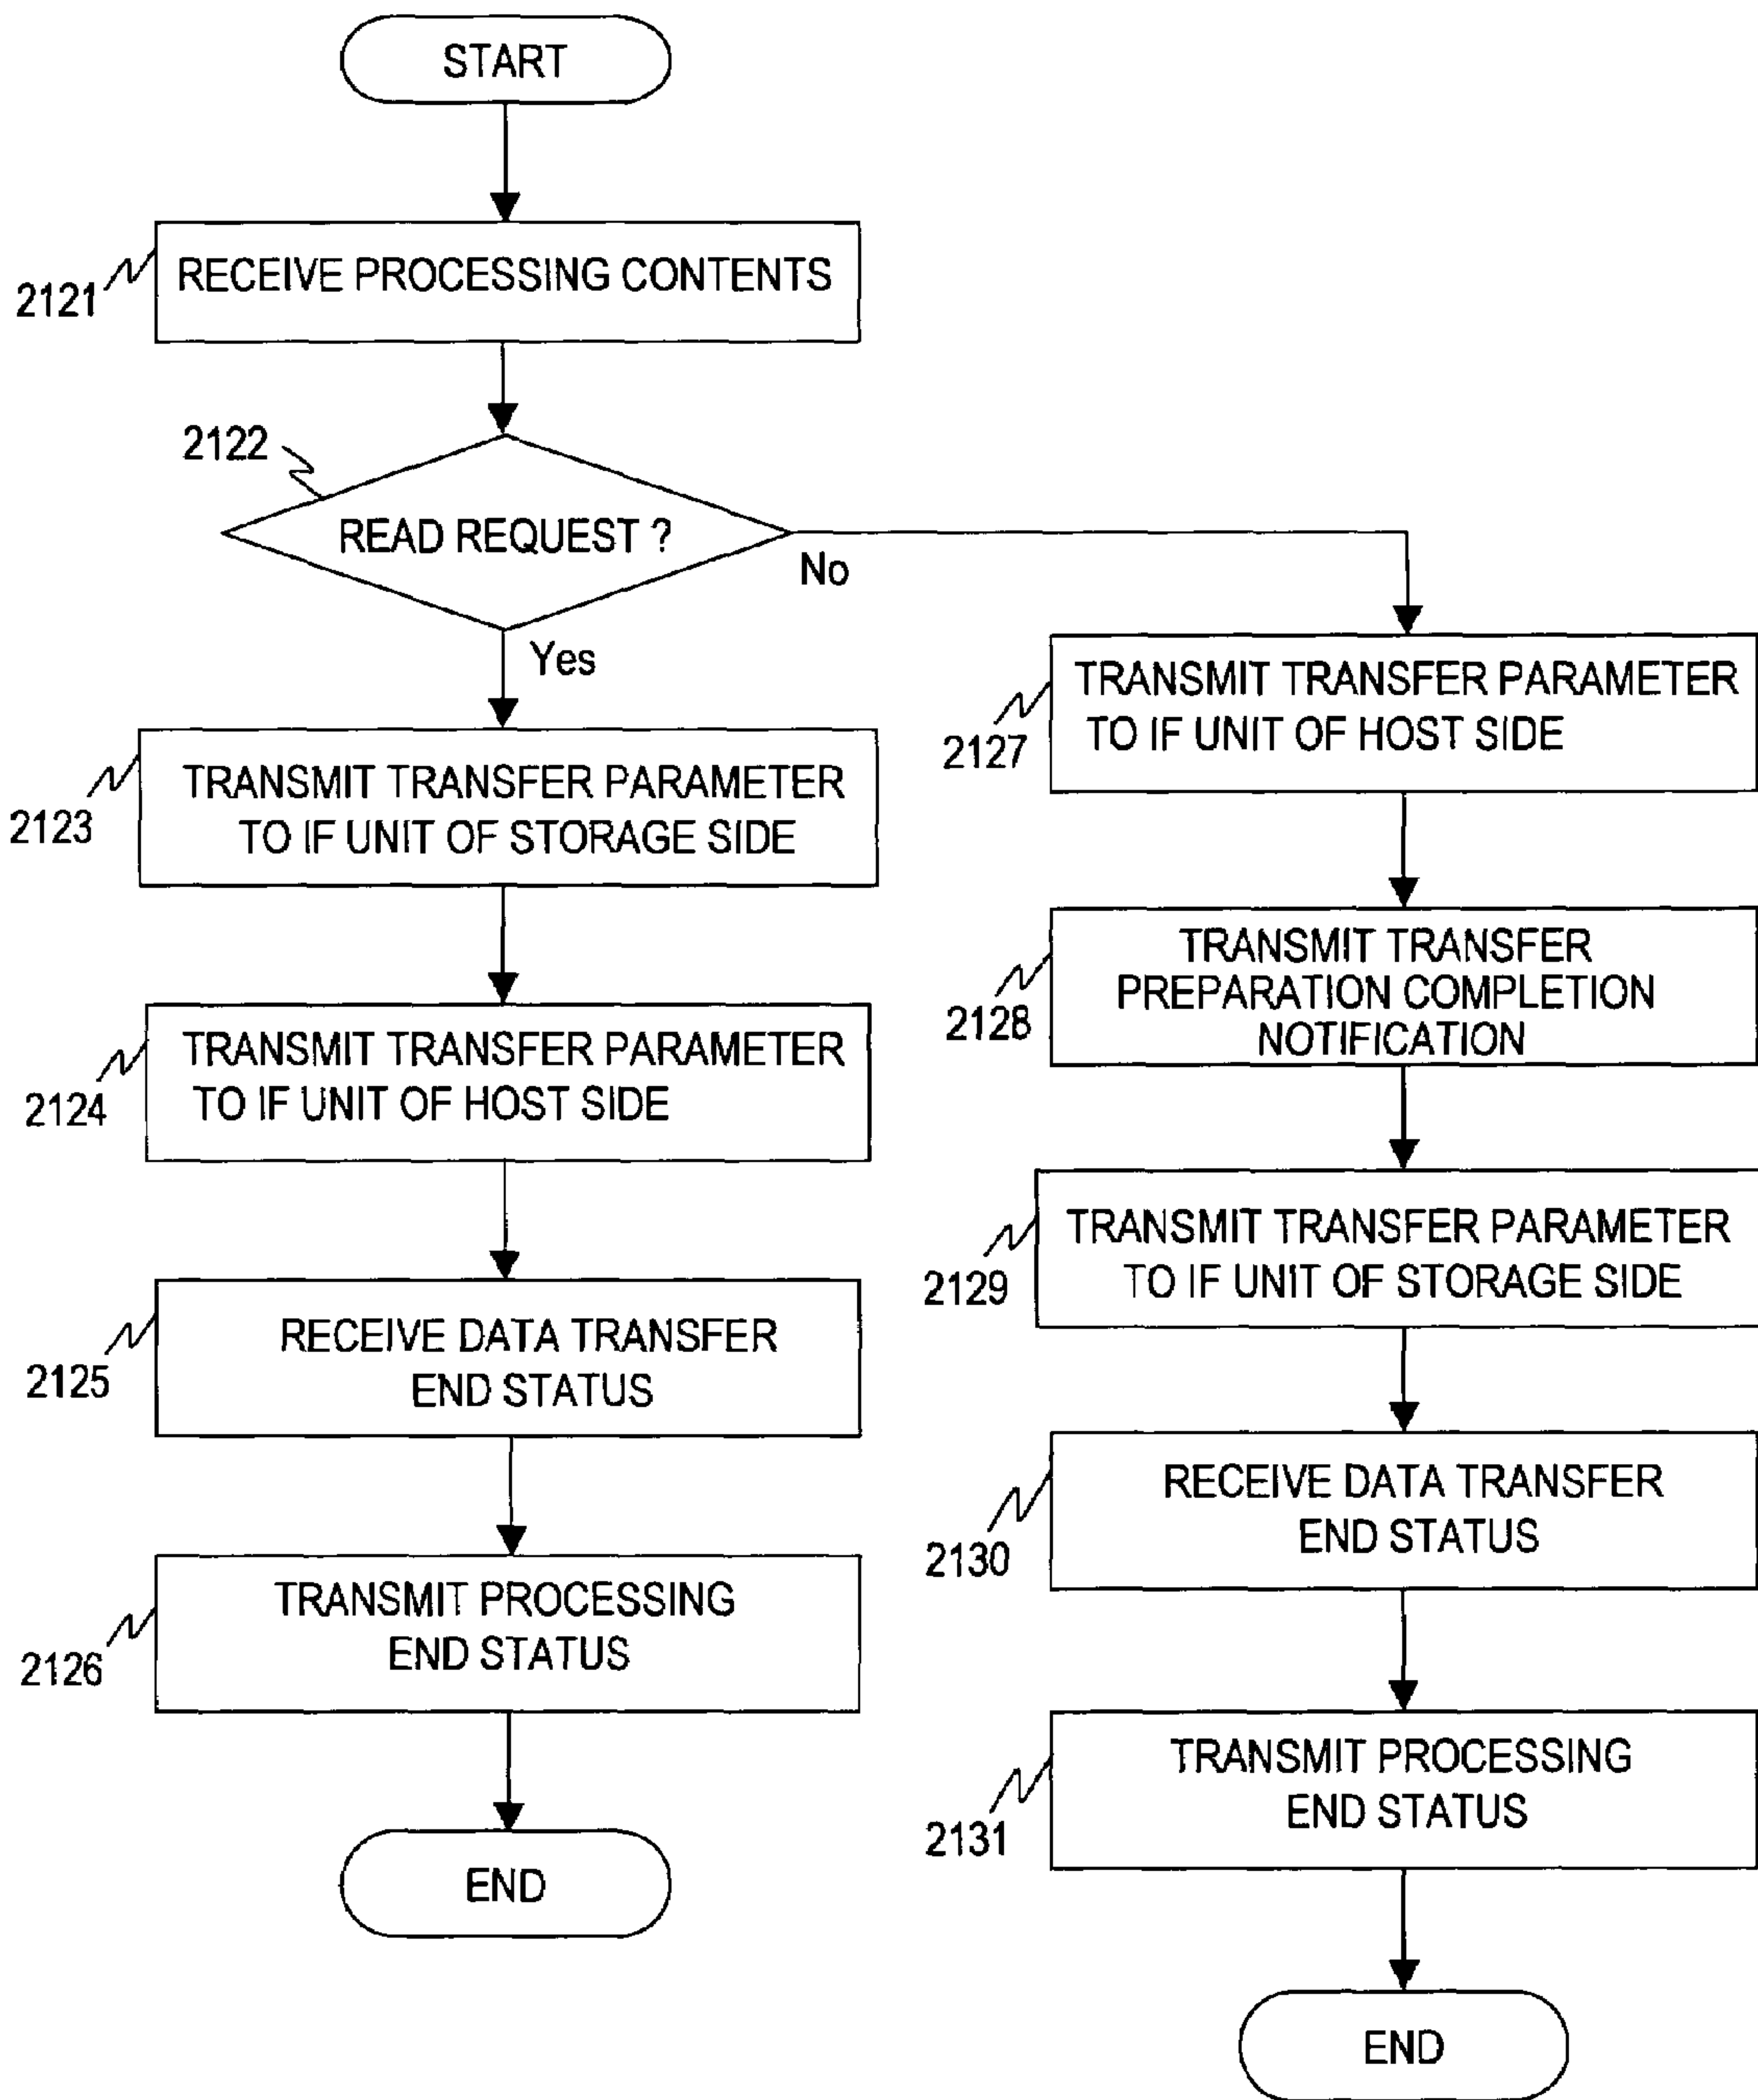 START
RECEIVE PROCESSING CONTENTS
2121
2122
READ REQUEST ?
No
Yes
TRANSMIT TRANSFER PARAMETER
TO IF UNIT OF STORAGE SIDE
2123
TRANSMIT TRANSFER PARAMETER
TO IF UNIT OF HOST SIDE
2124
RECEIVE DATA TRANSFER
END STATUS
2125
TRANSMIT PROCESSING
END STATUS
2126
END
TRANSMIT TRANSFER PARAMETER
TO IF UNIT OF HOST SIDE
2127
TRANSMIT TRANSFER
PREPARATION COMPLETION
NOTIFICATION
2128
TRANSMIT TRANSFER PARAMETER
TO IF UNIT OF STORAGE SIDE
2129
RECEIVE DATA TRANSFER
END STATUS
2130
TRANSMIT PROCESSING
END STATUS
2131
END